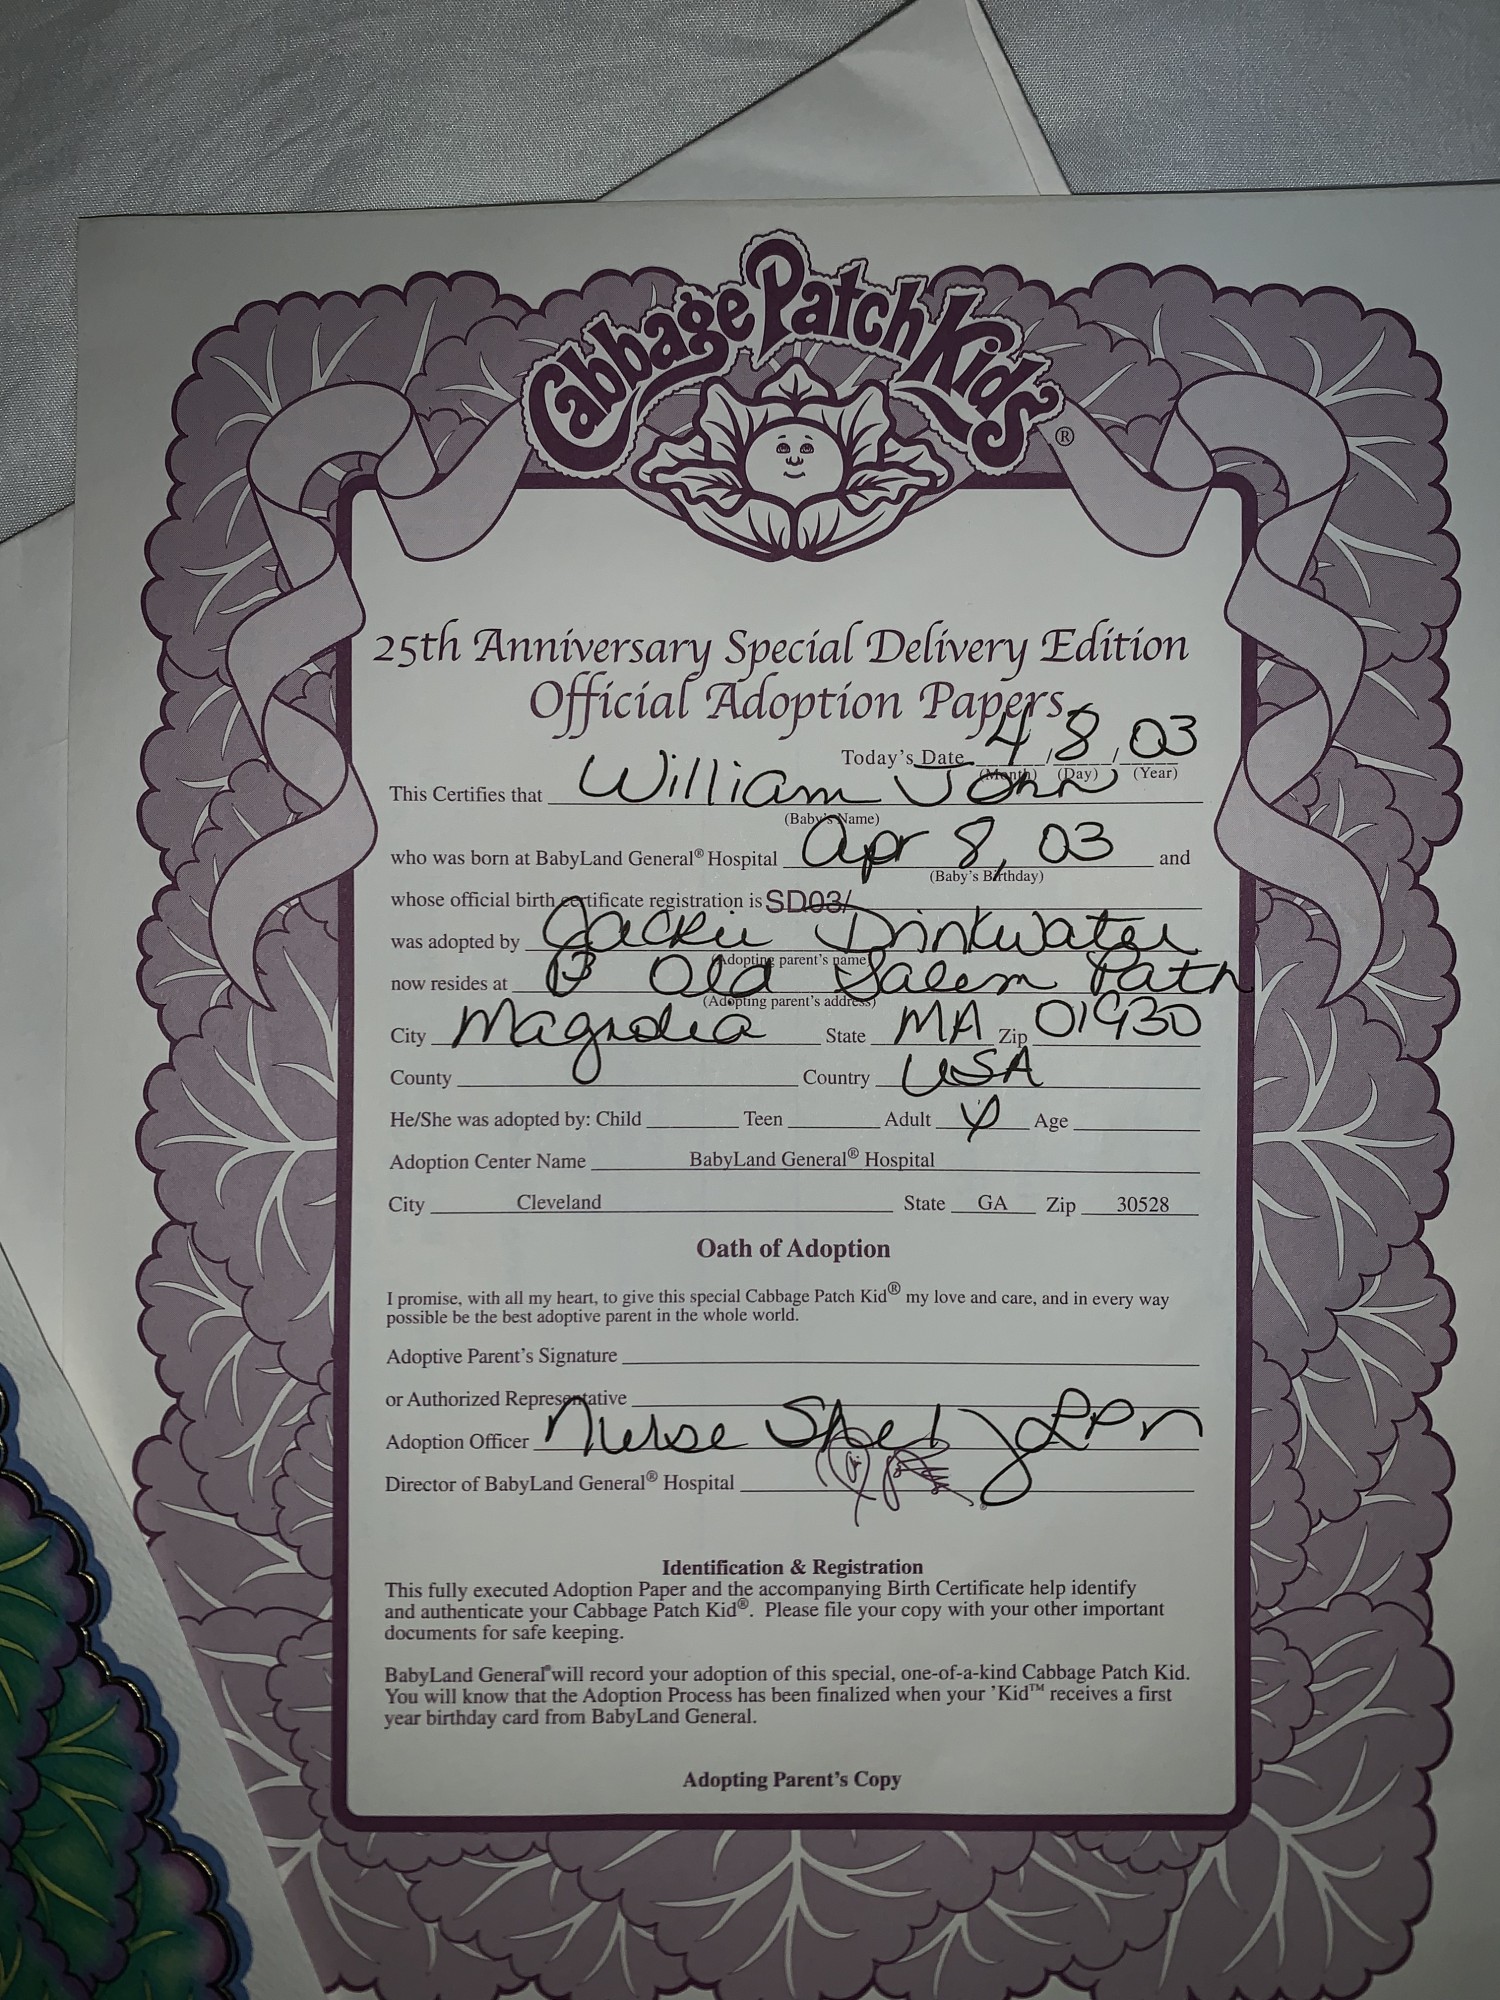 Cabbage Patch Kids®
25th Anniversary Special Delivery Edition
Official Adoption Papers
Today's Date 4 / 8 / 03
(Month) (Day) (Year)
This Certifies that William John
(Baby's Name)
who was born at BabyLand General® Hospital Apr 8, 03 and
(Baby's Birthday)
whose official birth certificate registration is SD03/
was adopted by Jackie Drinkwater
(Adopting parent's name)
now resides at Old Salem Path
(Adopting parent's address)
City Magnolia State MA Zip 01930
County Country USA
He/She was adopted by: Child Teen Adult Age
Adoption Center Name BabyLand General® Hospital
City Cleveland State GA Zip 30528
Oath of Adoption
I promise, with all my heart, to give this special Cabbage Patch Kid® my love and care, and in every way
possible be the best adoptive parent in the whole world.
Adoptive Parent's Signature
or Authorized Representative
Adoption Officer Nurse LPN
Director of BabyLand General® Hospital
Identification & Registration
This fully executed Adoption Paper and the accompanying Birth Certificate help identify
and authenticate your Cabbage Patch Kid®. Please file your copy with your other important
documents for safe keeping.
BabyLand General® will record your adoption of this special, one-of-a-kind Cabbage Patch Kid.
You will know that the Adoption Process has been finalized when your 'Kid™ receives a first
year birthday card from BabyLand General.
Adopting Parent's Copy